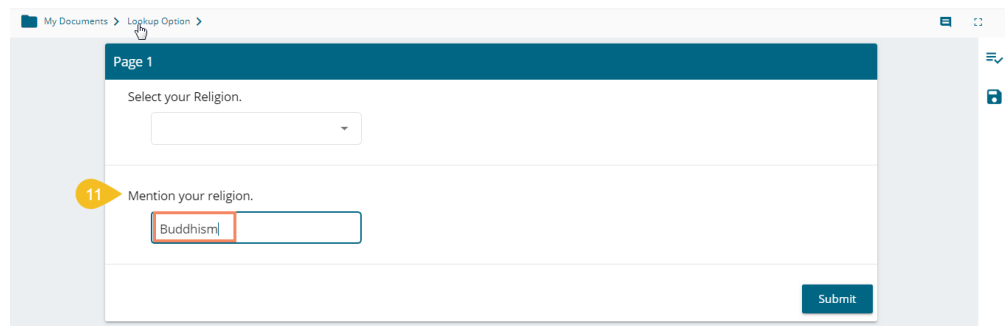 My Documents > Lookup Option >
Page 1
Select your Religion.
11
Mention your religion.
Buddhism
Submit